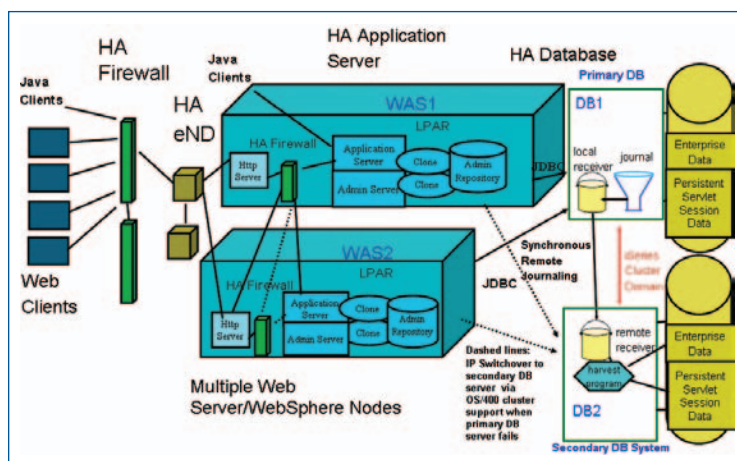 HA
Firewall
Java
Clients
Web
Clients
HA
eND
HA Application
Server
Java Clients
WAS1
LPAR
HA Firewall
Http
Server
Application
Server
Admin Server
Clone
Clone
Admin
Repository
JDBC
WAS2
LPAR
HA Firewall
Http
Server
Application
Server
Admin Server
Clone
Clone
Admin
Repository
JDBC
Multiple Web
Server/WebSphere Nodes
HA Database
Primary DB
DB1
local
receiver
journal
Enterprise
Data
Persistent
Servlet
Session
Data
Synchronous
Remote
Journaling
iSeries
Cluster
Domain
Dashed lines:
IP Switchover to
secondary DB
server via
OS/400 cluster
support when
primary DB
server fails
remote
receiver
harvest
program
DB2
Secondary DB System
Enterprise
Data
Persistent
Servlet
Session
Data